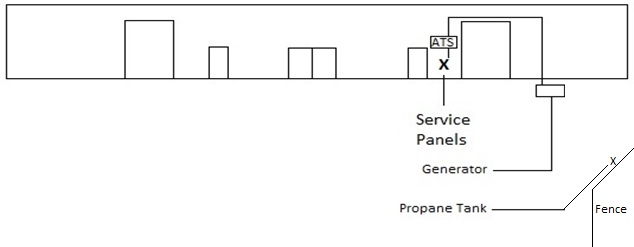 ATS
X
Service
Panels
Generator
X
Propane Tank
Fence